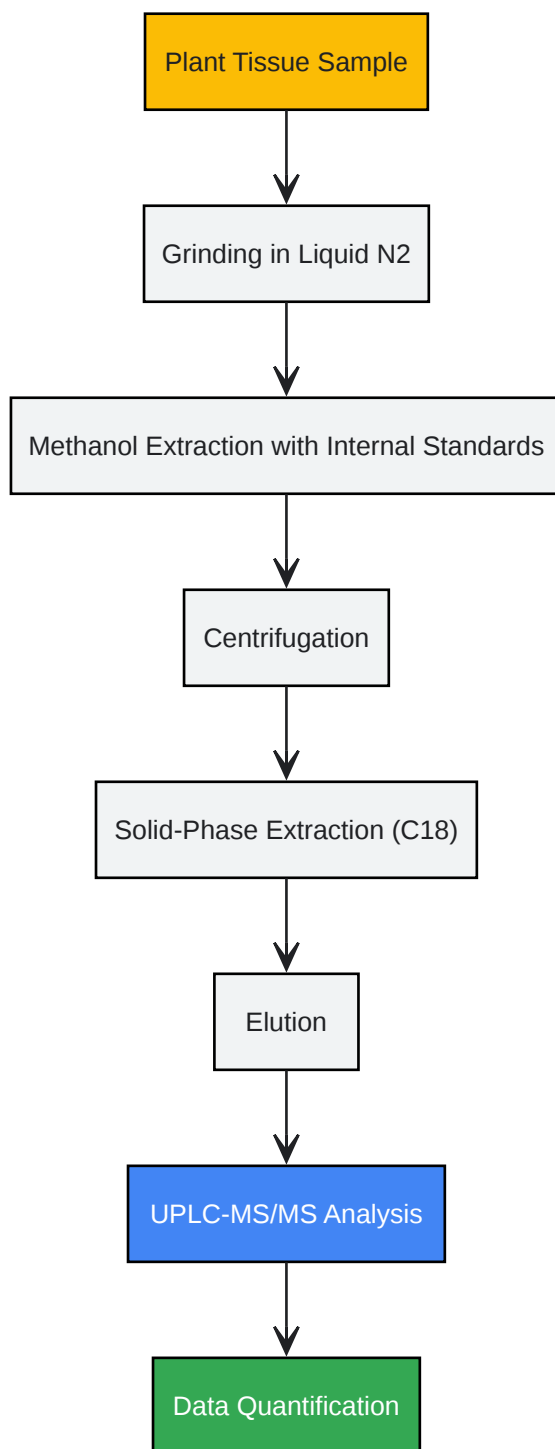 Plant Tissue Sample
Grinding in Liquid N2
Methanol Extraction with Internal Standards
Centrifugation
Solid-Phase Extraction (C18)
Elution
UPLC-MS/MS Analysis
Data Quantification